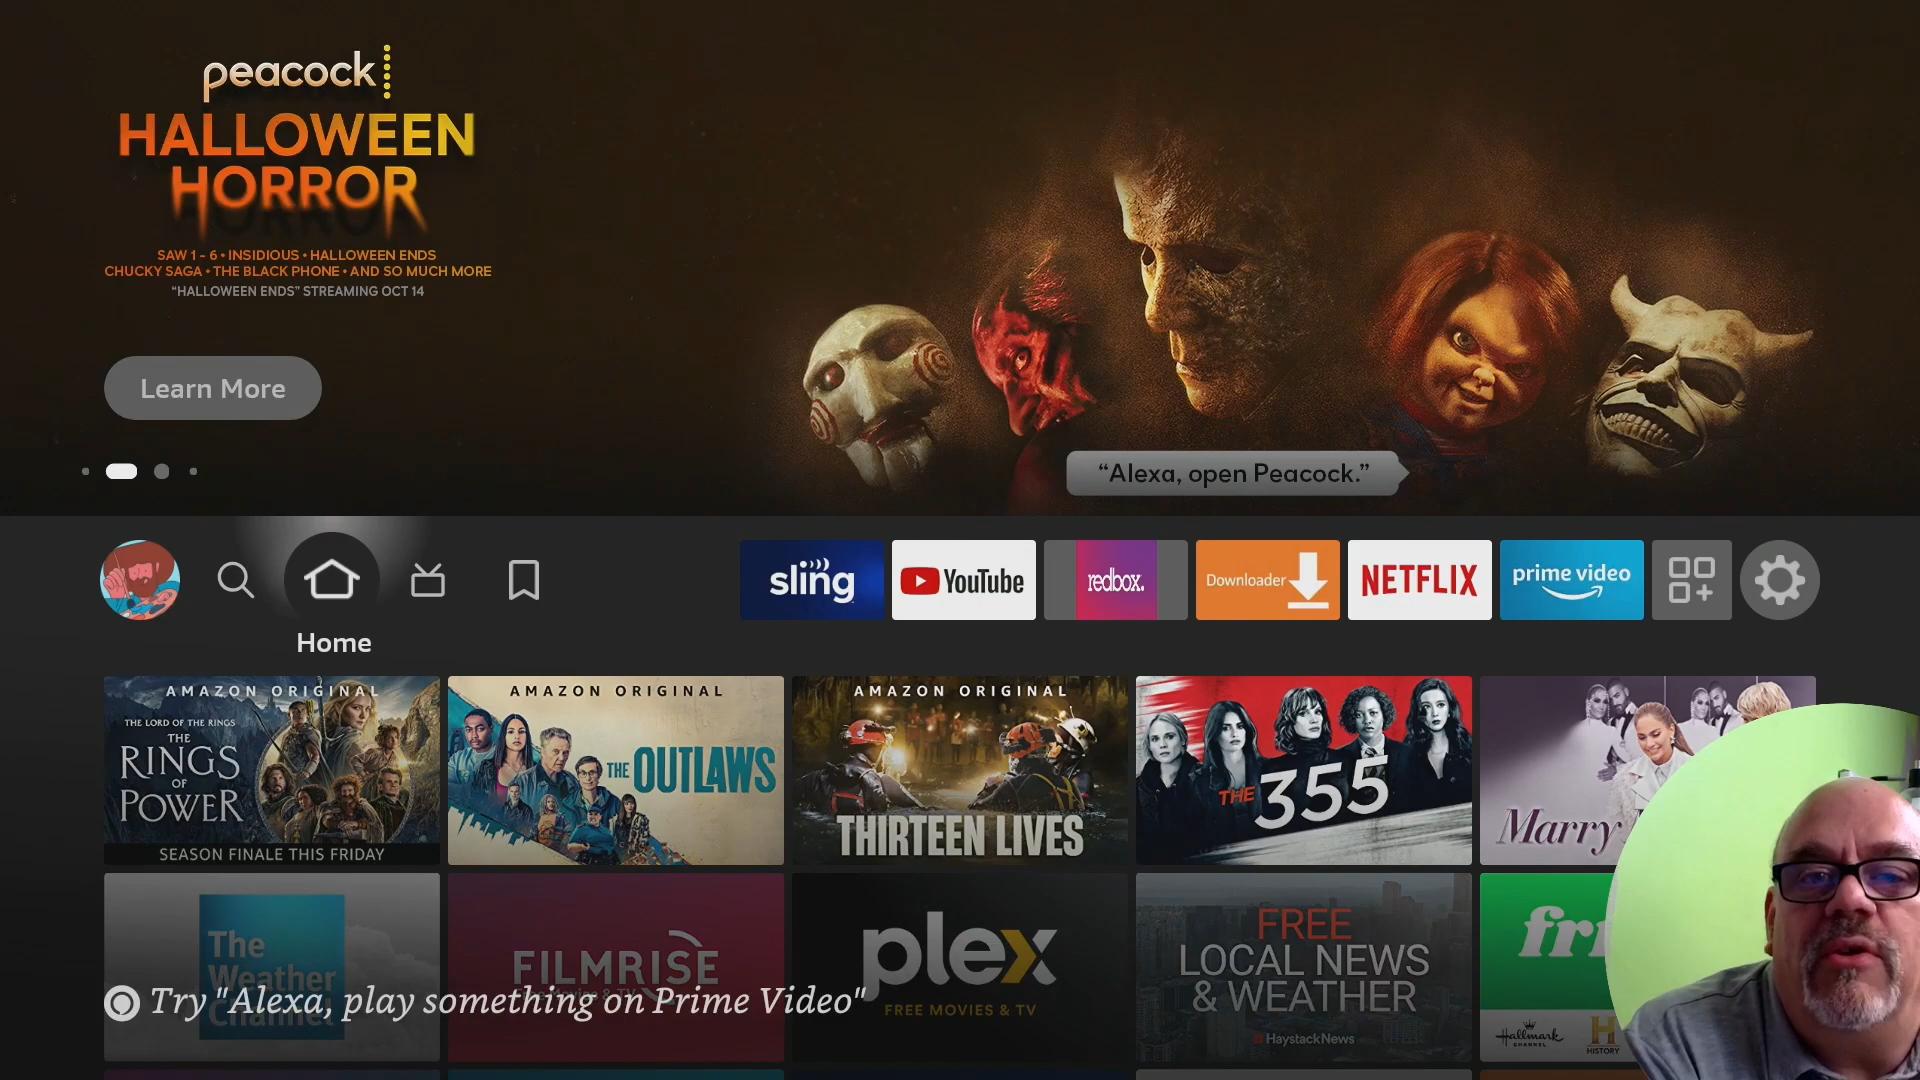 peacock
HALLOWEEN
HORROR
SAW 1 - 6 • INSIDIOUS • HALLOWEEN ENDS
CHUCKY SAGA • THE BLACK PHONE • AND SO MUCH MORE
“HALLOWEEN ENDS” STREAMING OCT 14
Learn More
“Alexa, open Peacock.”
sling
YouTube
redbox.
Downloader
NETFLIX
prime video
Home
AMAZON ORIGINAL
THE LORD OF THE RINGS
THE
RINGS
OF
POWER
SEASON FINALE THIS FRIDAY
AMAZON ORIGINAL
THE OUTLAWS
AMAZON ORIGINAL
THIRTEEN LIVES
THE 355
Marry
The
Weather
Channel
FILMRISE
plex
FREE MOVIES & TV
FREE
LOCAL NEWS
& WEATHER
HaystackNews
Hallmark
CHANNEL
H
HISTORY
Try "Alexa, play something on Prime Video"